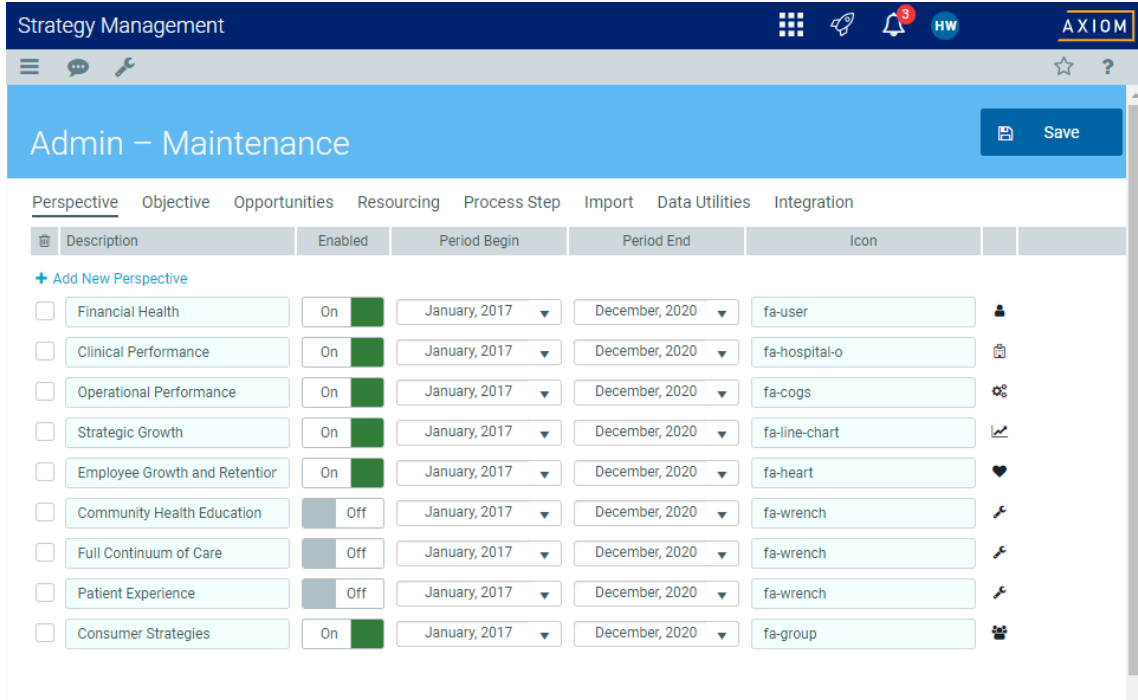 Strategy Management 3 HW AXIOM
?
Admin – Maintenance Save
Perspective Objective Opportunities Resourcing Process Step Import Data Utilities Integration
Description Enabled Period Begin Period End Icon
+ Add New Perspective
Financial Health On January, 2017 December, 2020 fa-user
Clinical Performance On January, 2017 December, 2020 fa-hospital-o
Operational Performance On January, 2017 December, 2020 fa-cogs
Strategic Growth On January, 2017 December, 2020 fa-line-chart
Employee Growth and Retention On January, 2017 December, 2020 fa-heart
Community Health Education Off January, 2017 December, 2020 fa-wrench
Full Continuum of Care Off January, 2017 December, 2020 fa-wrench
Patient Experience Off January, 2017 December, 2020 fa-wrench
Consumer Strategies On January, 2017 December, 2020 fa-group